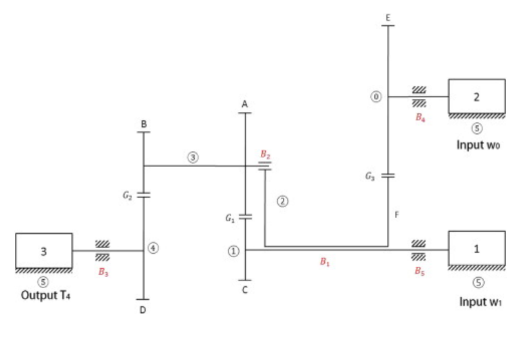 E
⓪
2
B₄
⑤
Input w₀
A
B
③
B₂
G₃
②
G₂
G₁
F
3
④
①
1
B₃
B₁
B₅
⑤
Output T₄
⑤
Input w₁
C
D